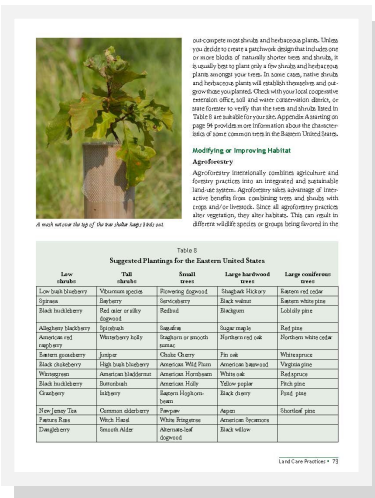 out-compete most shrubs and herbaceous plants. Unless
you decide to create a patchwork design that includes one
or more blocks of naturally shorter trees and shrubs, it
is usually best to plant only a few shrubs and herbaceous
plants amongst your trees. In some cases, native shrubs
and herbaceous plants will establish themselves and out-
grow those you planted. Check with your local cooperative
extension office, soil and water conservation district, or
state forester to verify that the trees and shrubs listed in
Table 8 are suitable for your site. Appendix A starting on
page 94 provides more information about the character-
istics of some common trees in the Eastern United States.
Modifying or Improving Habitat
Agroforestry
Agroforestry intentionally combines agriculture and
forestry practices into an integrated and sustainable
land-use system. Agroforestry takes advantage of inter-
active benefits from combining trees and shrubs with
crops and/or livestock. Since all agroforestry practices
alter vegetation, they alter habitats. This can result in
different wildlife species or groups being favored in the
A mesh net over the top of the tree shelter keeps birds out.
Table 8
Suggested Plantings for the Eastern United States
Low shrubs Tall shrubs Small trees Large hardwood trees Large coniferous trees
Low bush blueberry Viburnum species Flowering dogwood Shagbark Hickory Eastern red cedar
Spiraea Bayberry Serviceberry Black walnut Eastern white pine
Black huckleberry Red osier or silky dogwood Redbud Blackgum Loblolly pine
Allegheny blackberry Spicebush Sassafras Sugar maple Red pine
American red raspberry Winterberry holly Staghorn or smooth sumac Northern red oak Northern white cedar
Eastern gooseberry Juniper Choke Cherry Pin oak White spruce
Black chokeberry High bush blueberry American Wild Plum American basswood Virginia pine
Wintergreen American bladdernut American Hornbeam White oak Red spruce
Black huckleberry Buttonbush American Holly Yellow poplar Pitch pine
Cranberry Inkberry Eastern Hophorn-beam Black cherry Pond pine
New Jersey Tea Common elderberry Pawpaw Aspen Shortleaf pine
Pasture Rose Witch Hazel White Fringetree American Sycamore
Dangleberry Smooth Alder Alternate-leaf dogwood Black willow
Land Care Practices • 73